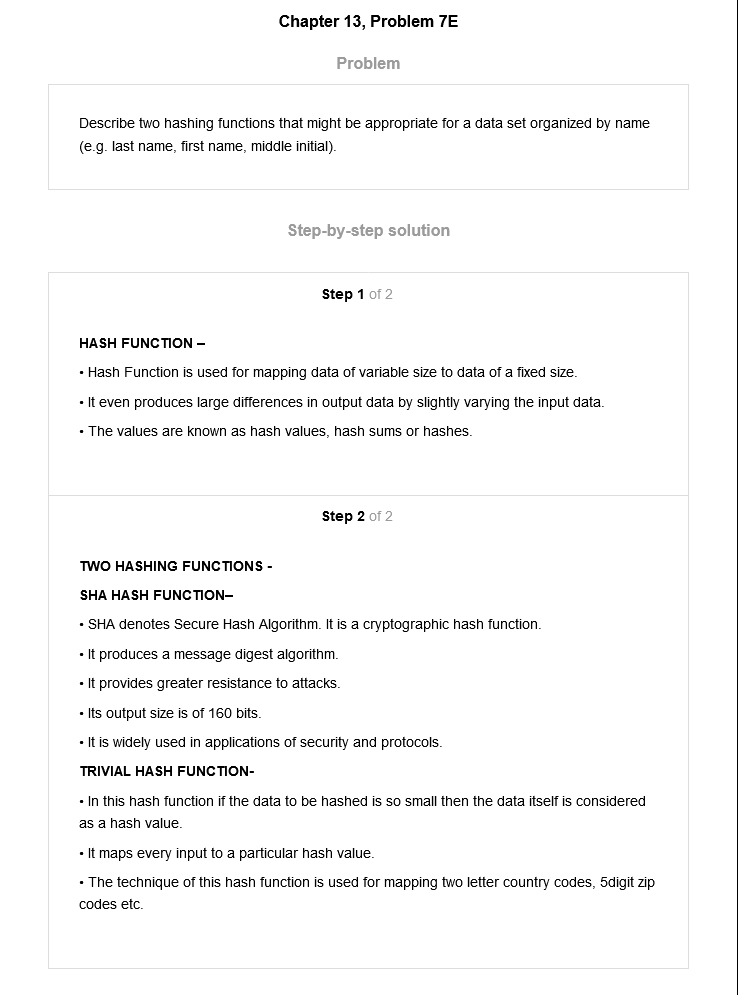 Chapter 13, Problem 7E
Problem
Describe two hashing functions that might be appropriate for a data set organized by name
(e.g. last name, first name, middle initial).
Step-by-step solution
Step 1 of 2
HASH FUNCTION –
• Hash Function is used for mapping data of variable size to data of a fixed size.
• It even produces large differences in output data by slightly varying the input data.
• The values are known as hash values, hash sums or hashes.
Step 2 of 2
TWO HASHING FUNCTIONS -
SHA HASH FUNCTION–
• SHA denotes Secure Hash Algorithm. It is a cryptographic hash function.
• It produces a message digest algorithm.
• It provides greater resistance to attacks.
• Its output size is of 160 bits.
• It is widely used in applications of security and protocols.
TRIVIAL HASH FUNCTION-
• In this hash function if the data to be hashed is so small then the data itself is considered
as a hash value.
• It maps every input to a particular hash value.
• The technique of this hash function is used for mapping two letter country codes, 5digit zip
codes etc.